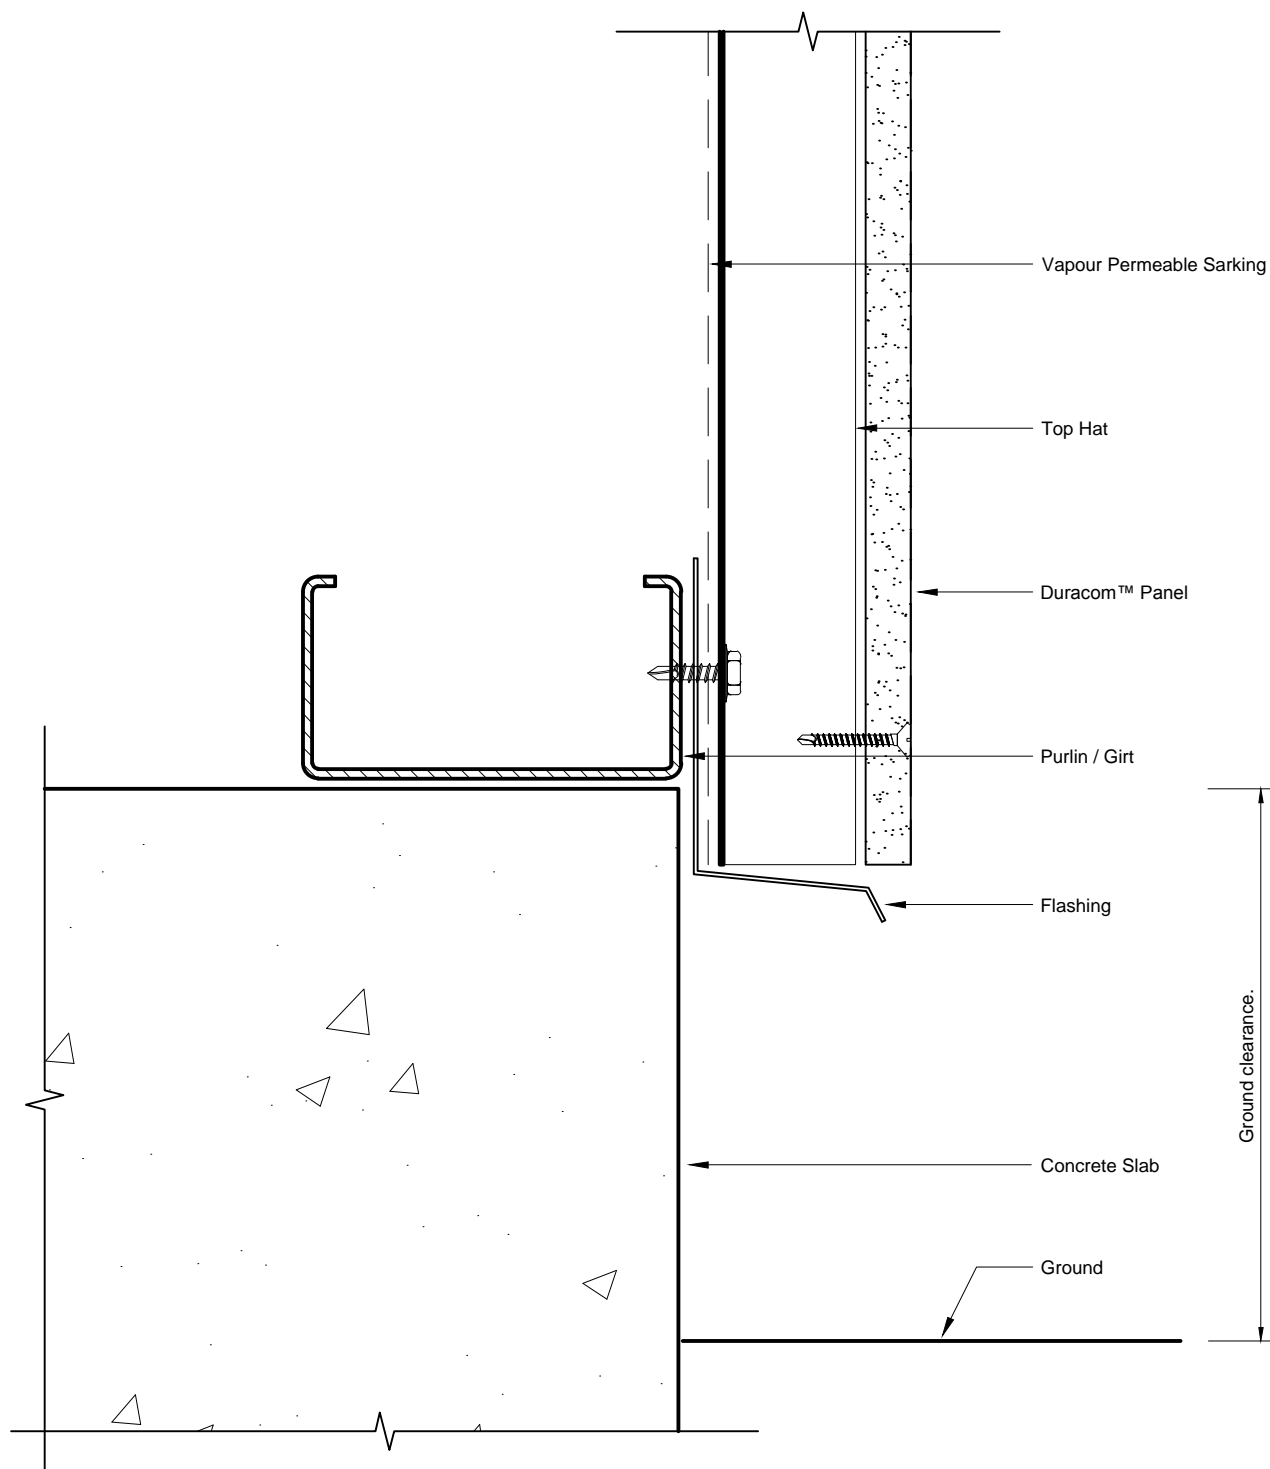 Vapour Permeable Sarking
Top Hat
Duracom™ Panel
Purlin / Girt
Flashing
Ground clearance.
Concrete Slab
Ground